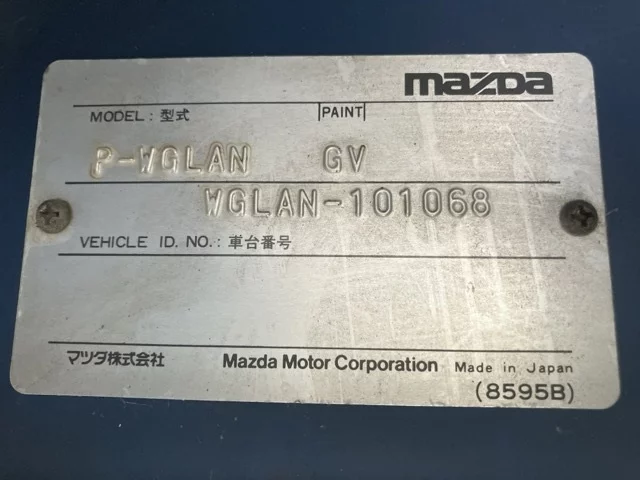 mazda
MODEL: 型式 PAINT
P-WGLAN GV
WGLAN-101068
VEHICLE ID. NO.: 車台番号
マツダ株式会社 Mazda Motor Corporation Made in Japan
(8595B)